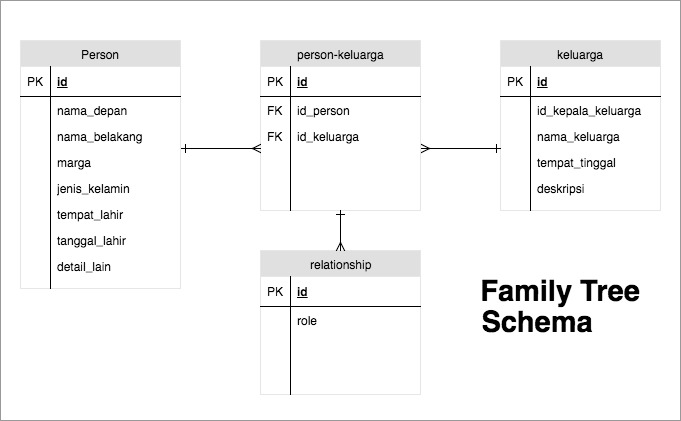 Person
PK id
nama_depan
nama_belakang
marga
jenis_kelamin
tempat_lahir
tanggal_lahir
detail_lain
person-keluarga
PK id
FK id_person
FK id_keluarga
keluarga
PK id
id_kepala_keluarga
nama_keluarga
tempat_tinggal
deskripsi
relationship
PK id
role
Family Tree
Schema